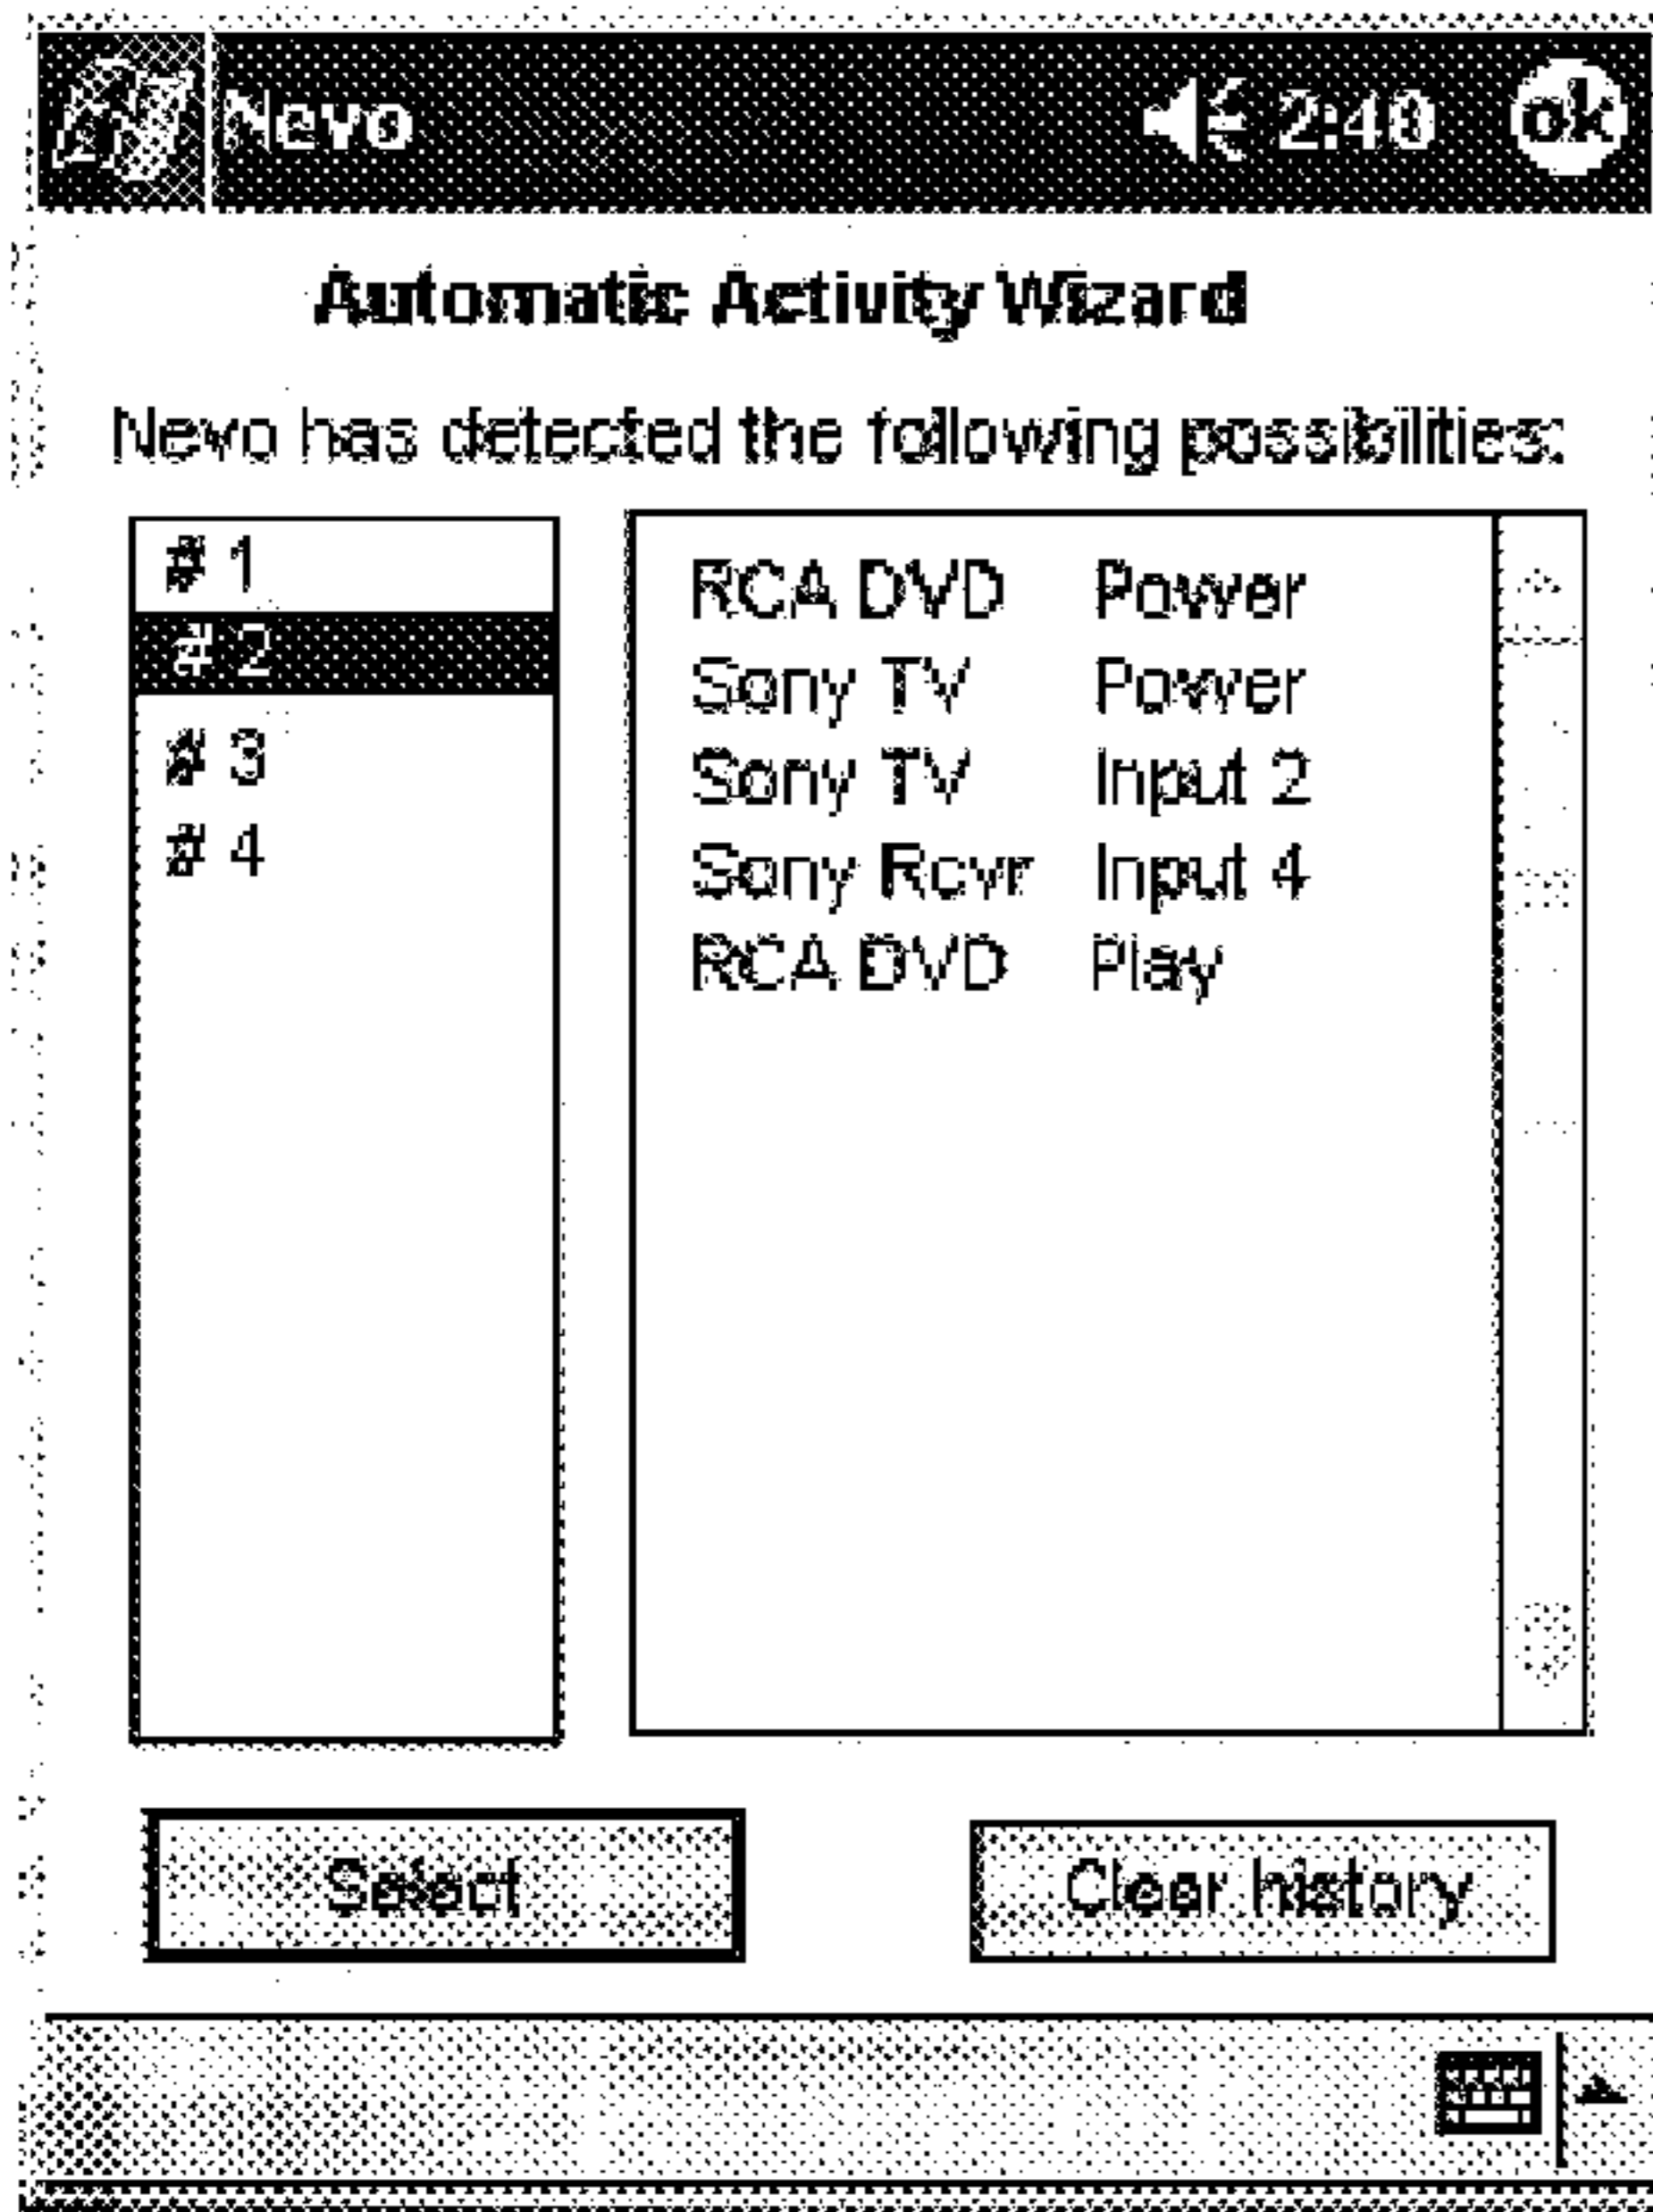 Nevo 2:48 ok
Automatic Activity Wizard
Nevo has detected the following possibilities:
# 1
# 2
# 3
# 4
RCA DVD Power
Sony TV Power
Sony TV Input 2
Sony Rcvr Input 4
RCA DVD Play
Select
Clear history